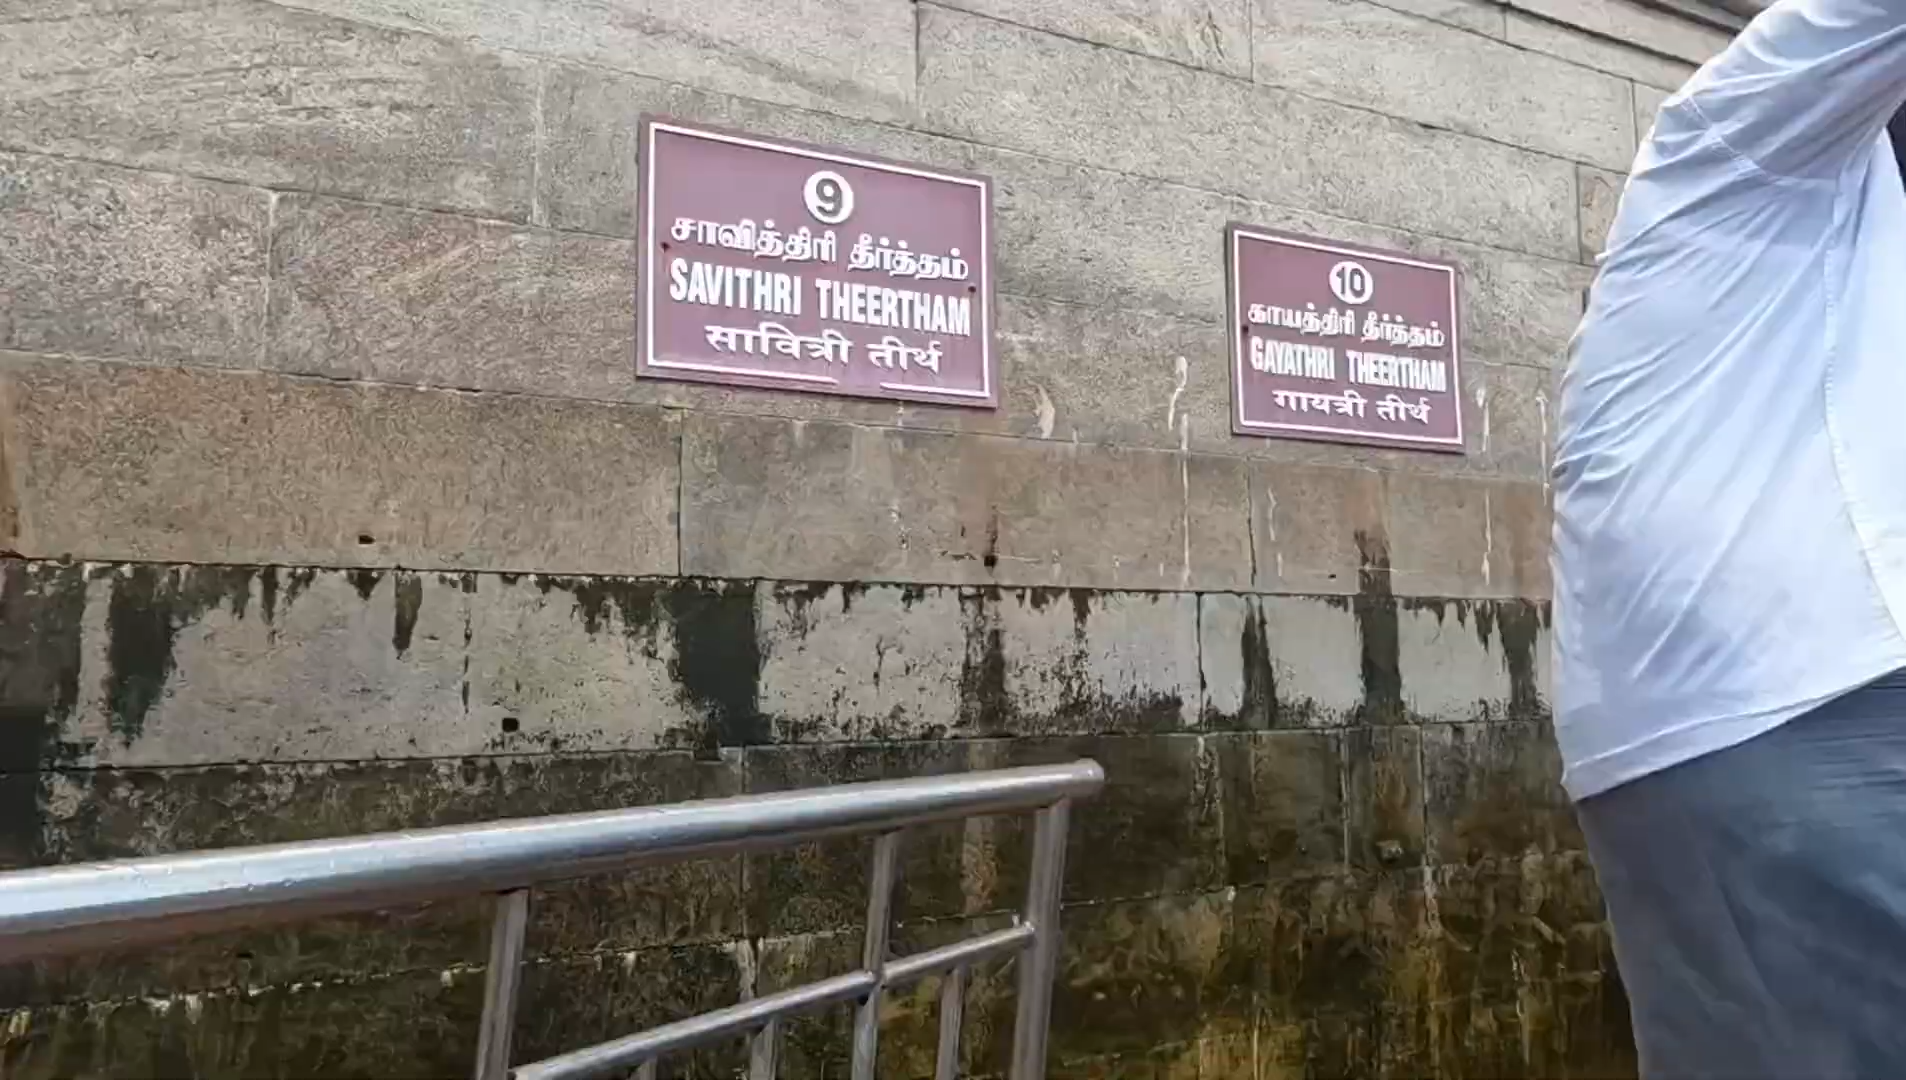 9
சாவித்திரி தீர்த்தம்
SAVITHRI THEERTHAM
सावित्री तीर्थ
10
காயத்திரி தீர்த்தம்
GAYATHRI THEERTHAM
गायत्री तीर्थ